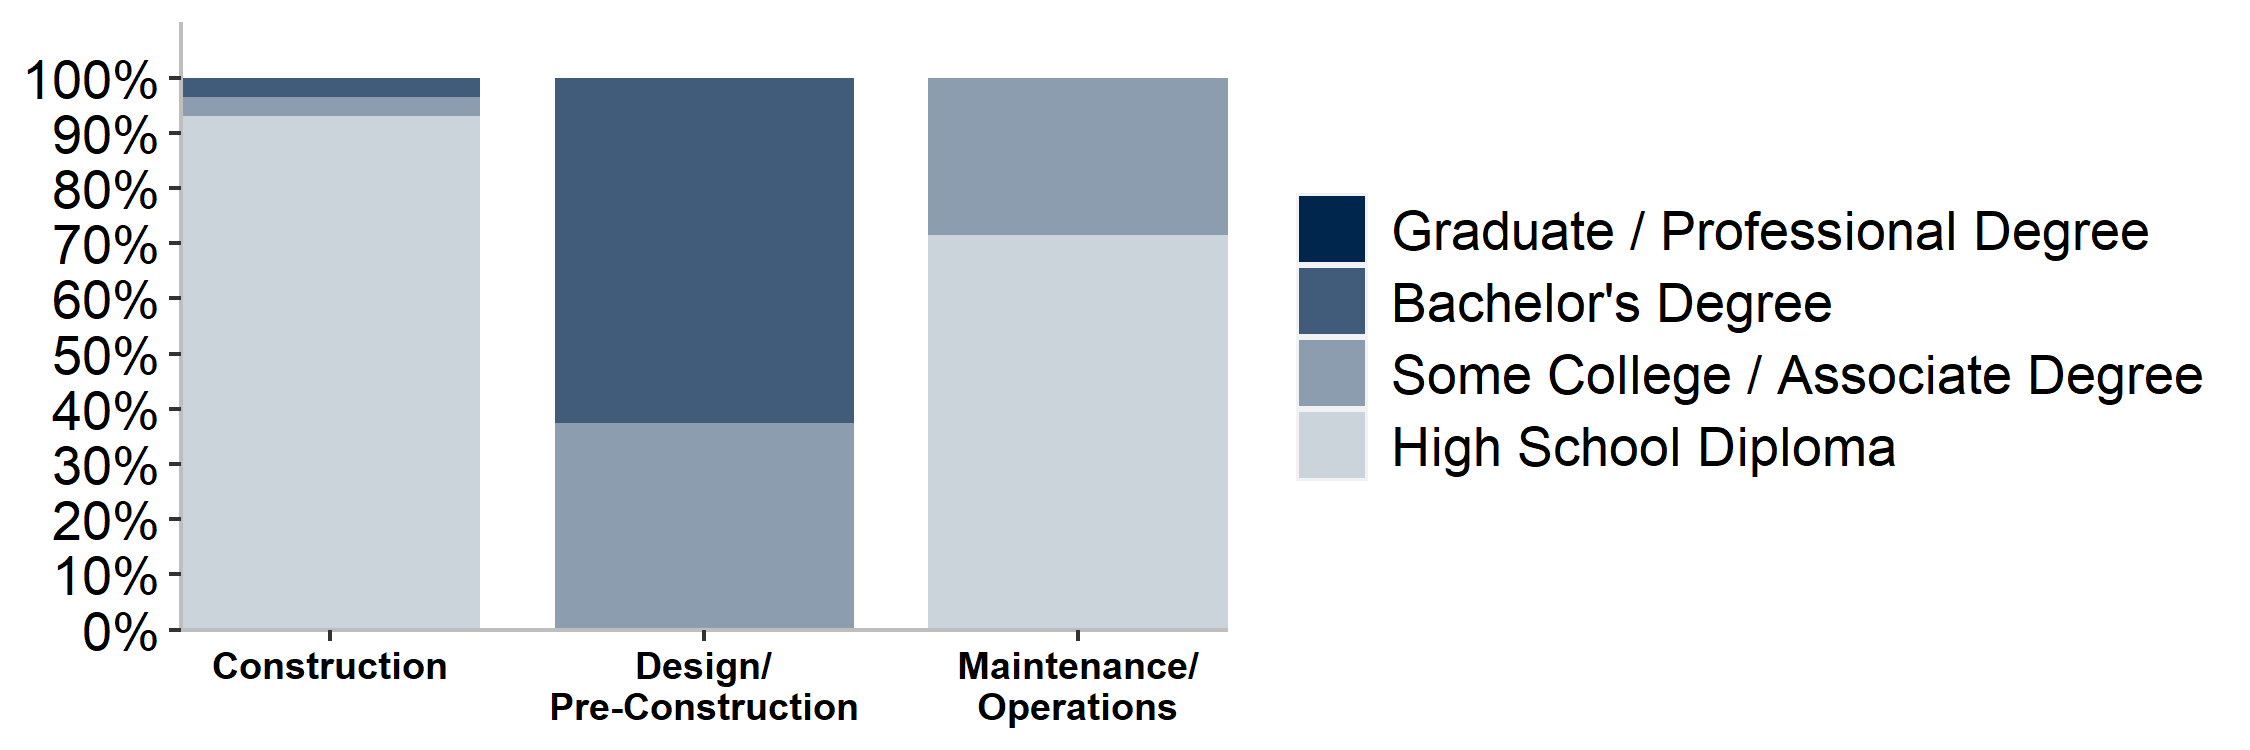 100%
90%
80%
70%
60%
50%
40%
30%
20%
10%
0%
Construction
Design/
Pre-Construction
Maintenance/
Operations
Graduate / Professional Degree
Bachelor's Degree
Some College / Associate Degree
High School Diploma